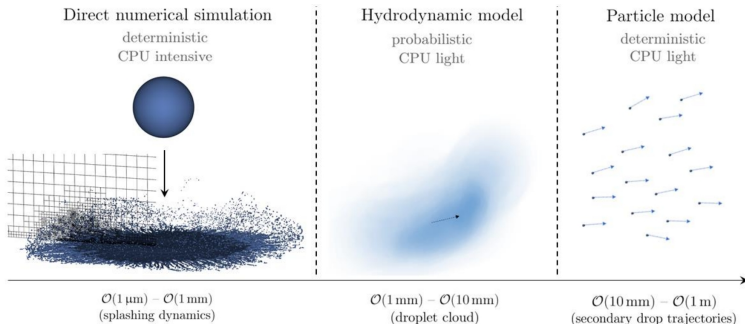 Direct numerical simulation
deterministic
CPU intensive
Hydrodynamic model
probabilistic
CPU light
Particle model
deterministic
CPU light
𝒪(1 µm) – 𝒪(1 mm)
(splashing dynamics)
𝒪(1 mm) – 𝒪(10 mm)
(droplet cloud)
𝒪(10 mm) – 𝒪(1 m)
(secondary drop trajectories)